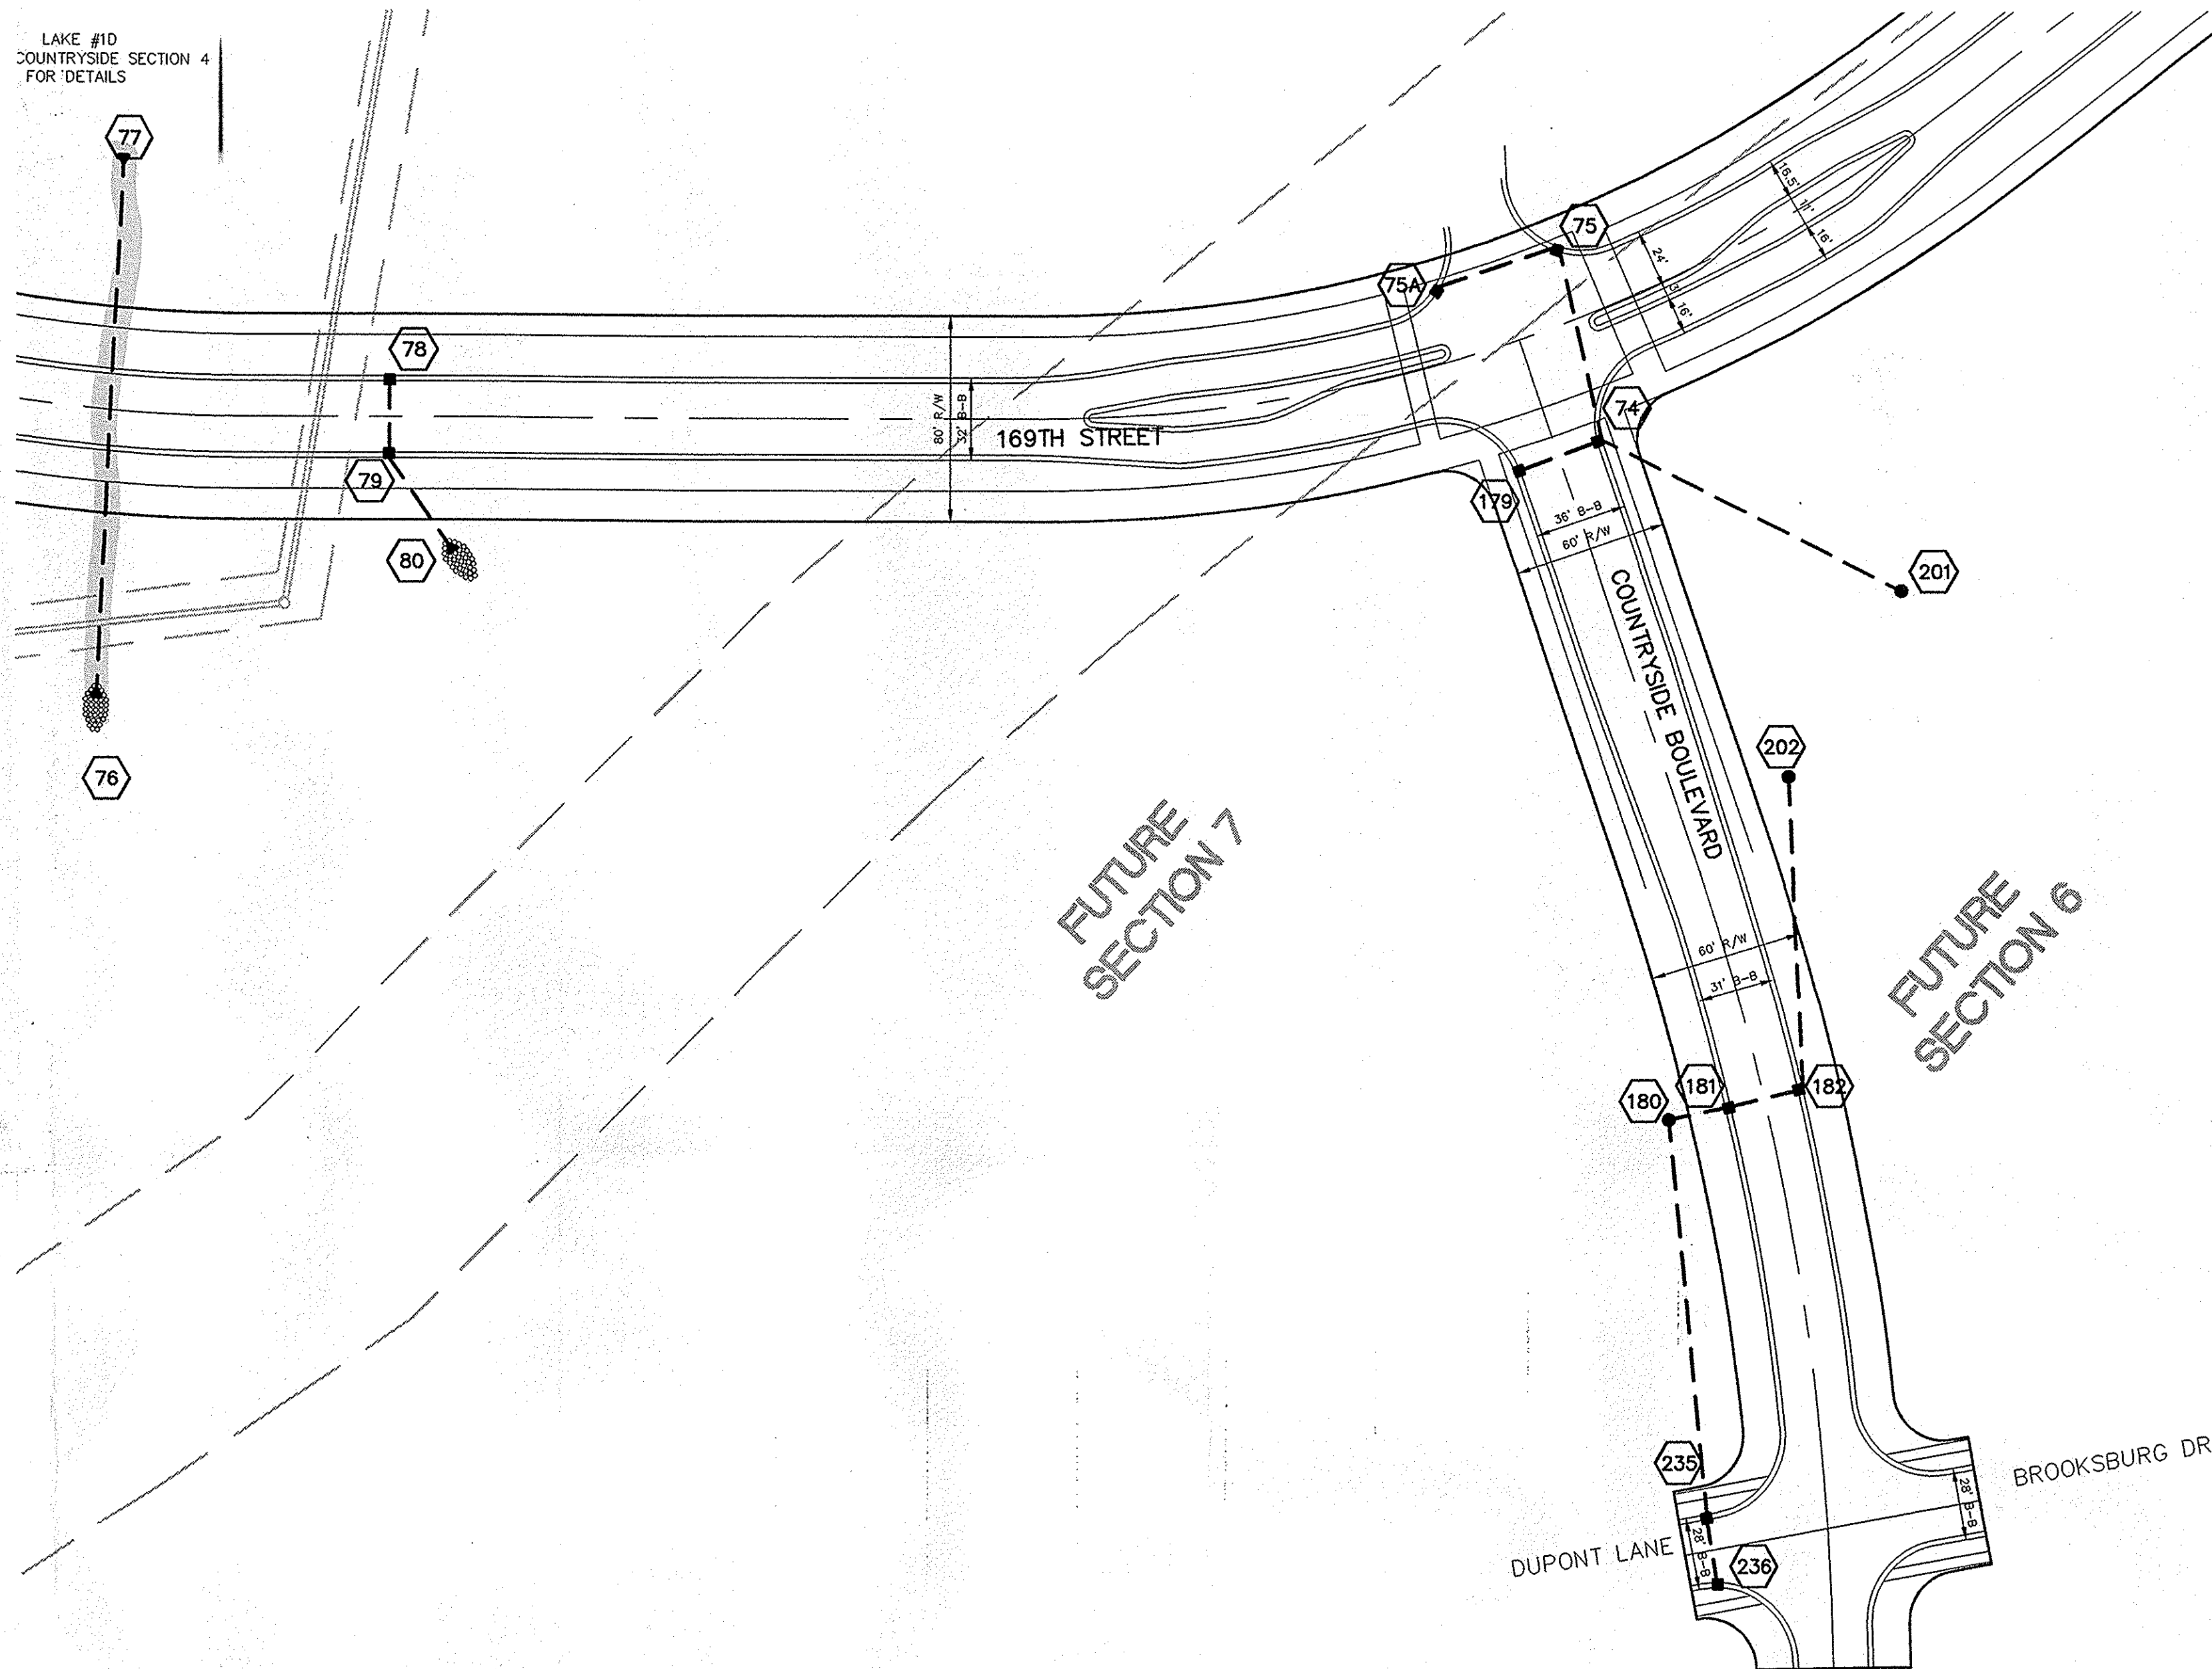 LAKE #1D
COUNTRYSIDE SECTION 4
FOR DETAILS
77
78
79
80
76
80' R/W
32' B-B
169TH STREET
75A
75
74
179
16.5'
11'
16'
24'
3'
16'
36' B-B
60' R/W
201
COUNTRYSIDE BOULEVARD
202
FUTURE
SECTION 7
FUTURE
SECTION 6
60' R/W
31' B-B
180
181
182
235
236
28' B-B
28' B-B
DUPONT LANE
BROOKSBURG DR